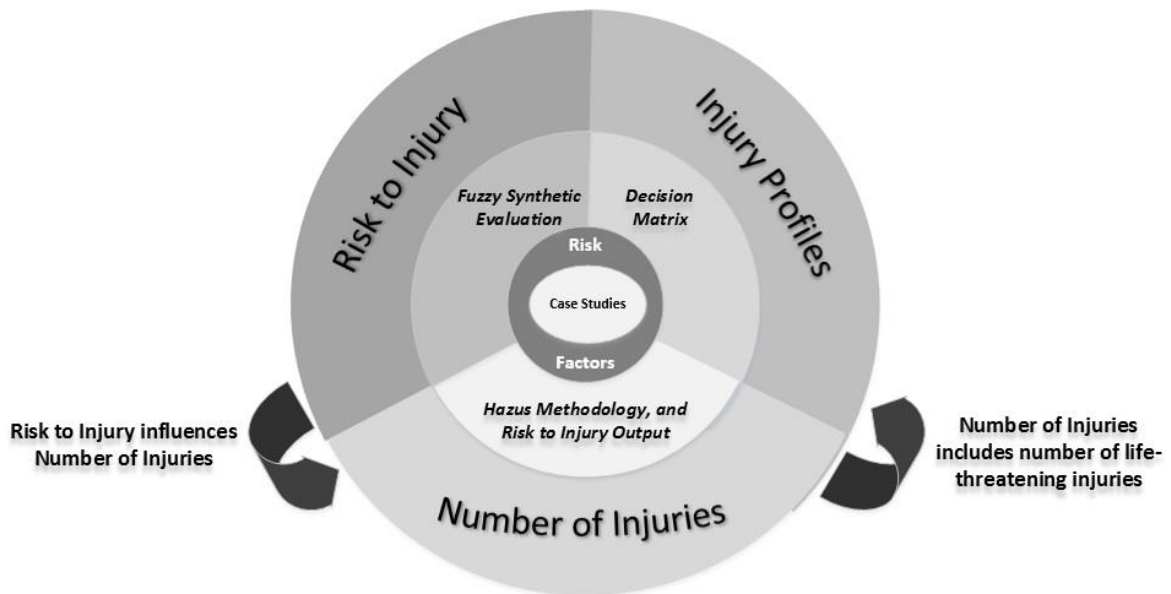 Risk to Injury
Injury Profiles
Fuzzy Synthetic
Evaluation
Decision
Matrix
Risk
Case Studies
Factors
Hazus Methodology, and
Risk to Injury Output
Number of Injuries
Risk to Injury influences
Number of Injuries
Number of Injuries
includes number of life-
threatening injuries